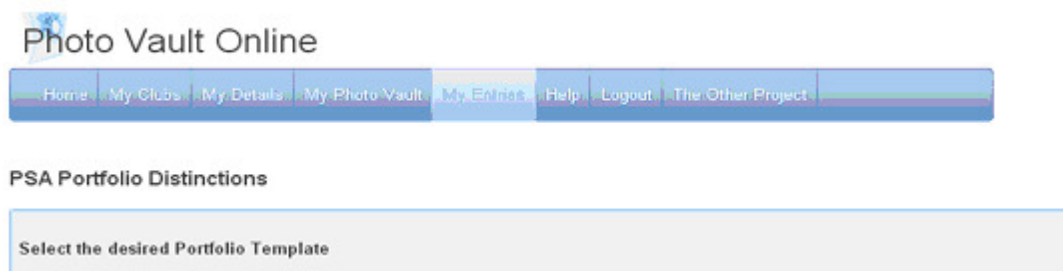 Photo Vault Online
Home My Clubs My Details My Photo Vault My Entries Help Logout The Other Project
PSA Portfolio Distinctions
Select the desired Portfolio Template